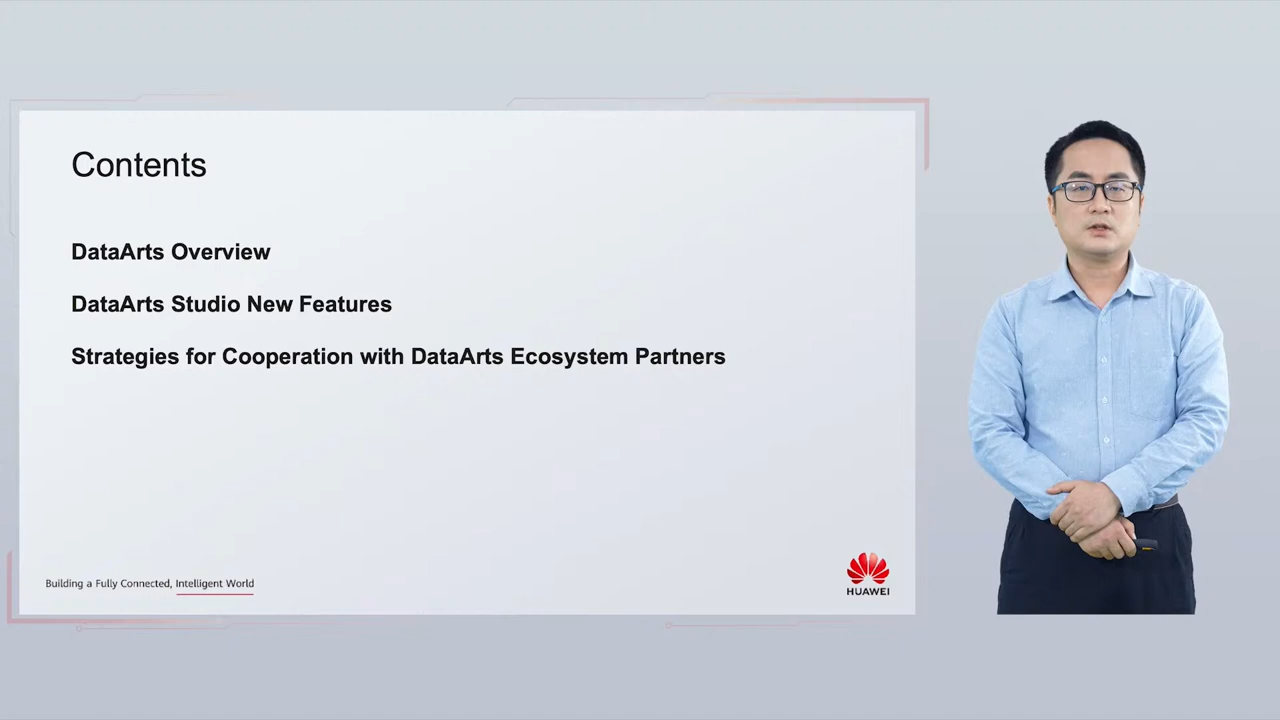 Contents
DataArts Overview
DataArts Studio New Features
Strategies for Cooperation with DataArts Ecosystem Partners
Building a Fully Connected, Intelligent World
HUAWEI